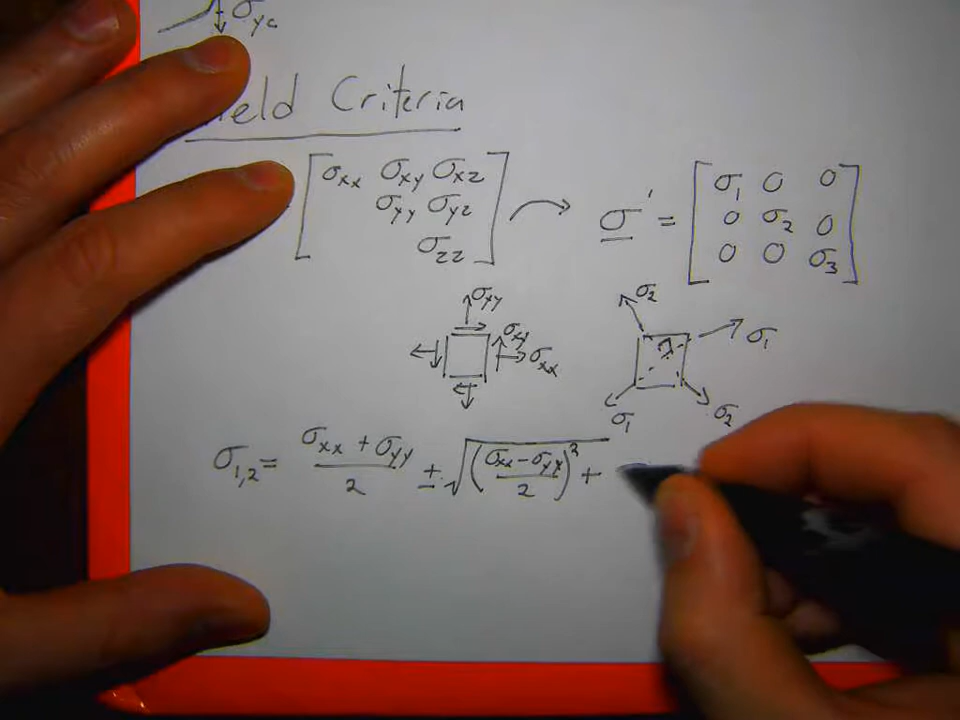 σyc
ield Criteria
[σxx σxy σxz
σyy σyz
σzz] → σ' = [σ1 0 0
0 σ2 0
0 0 σ3]
σyy
σxy
σxx
σ2
σ1
σ1
σ2
σ1,2 = (σxx + σyy)/2 ± √((σxx − σyy)/2)² +